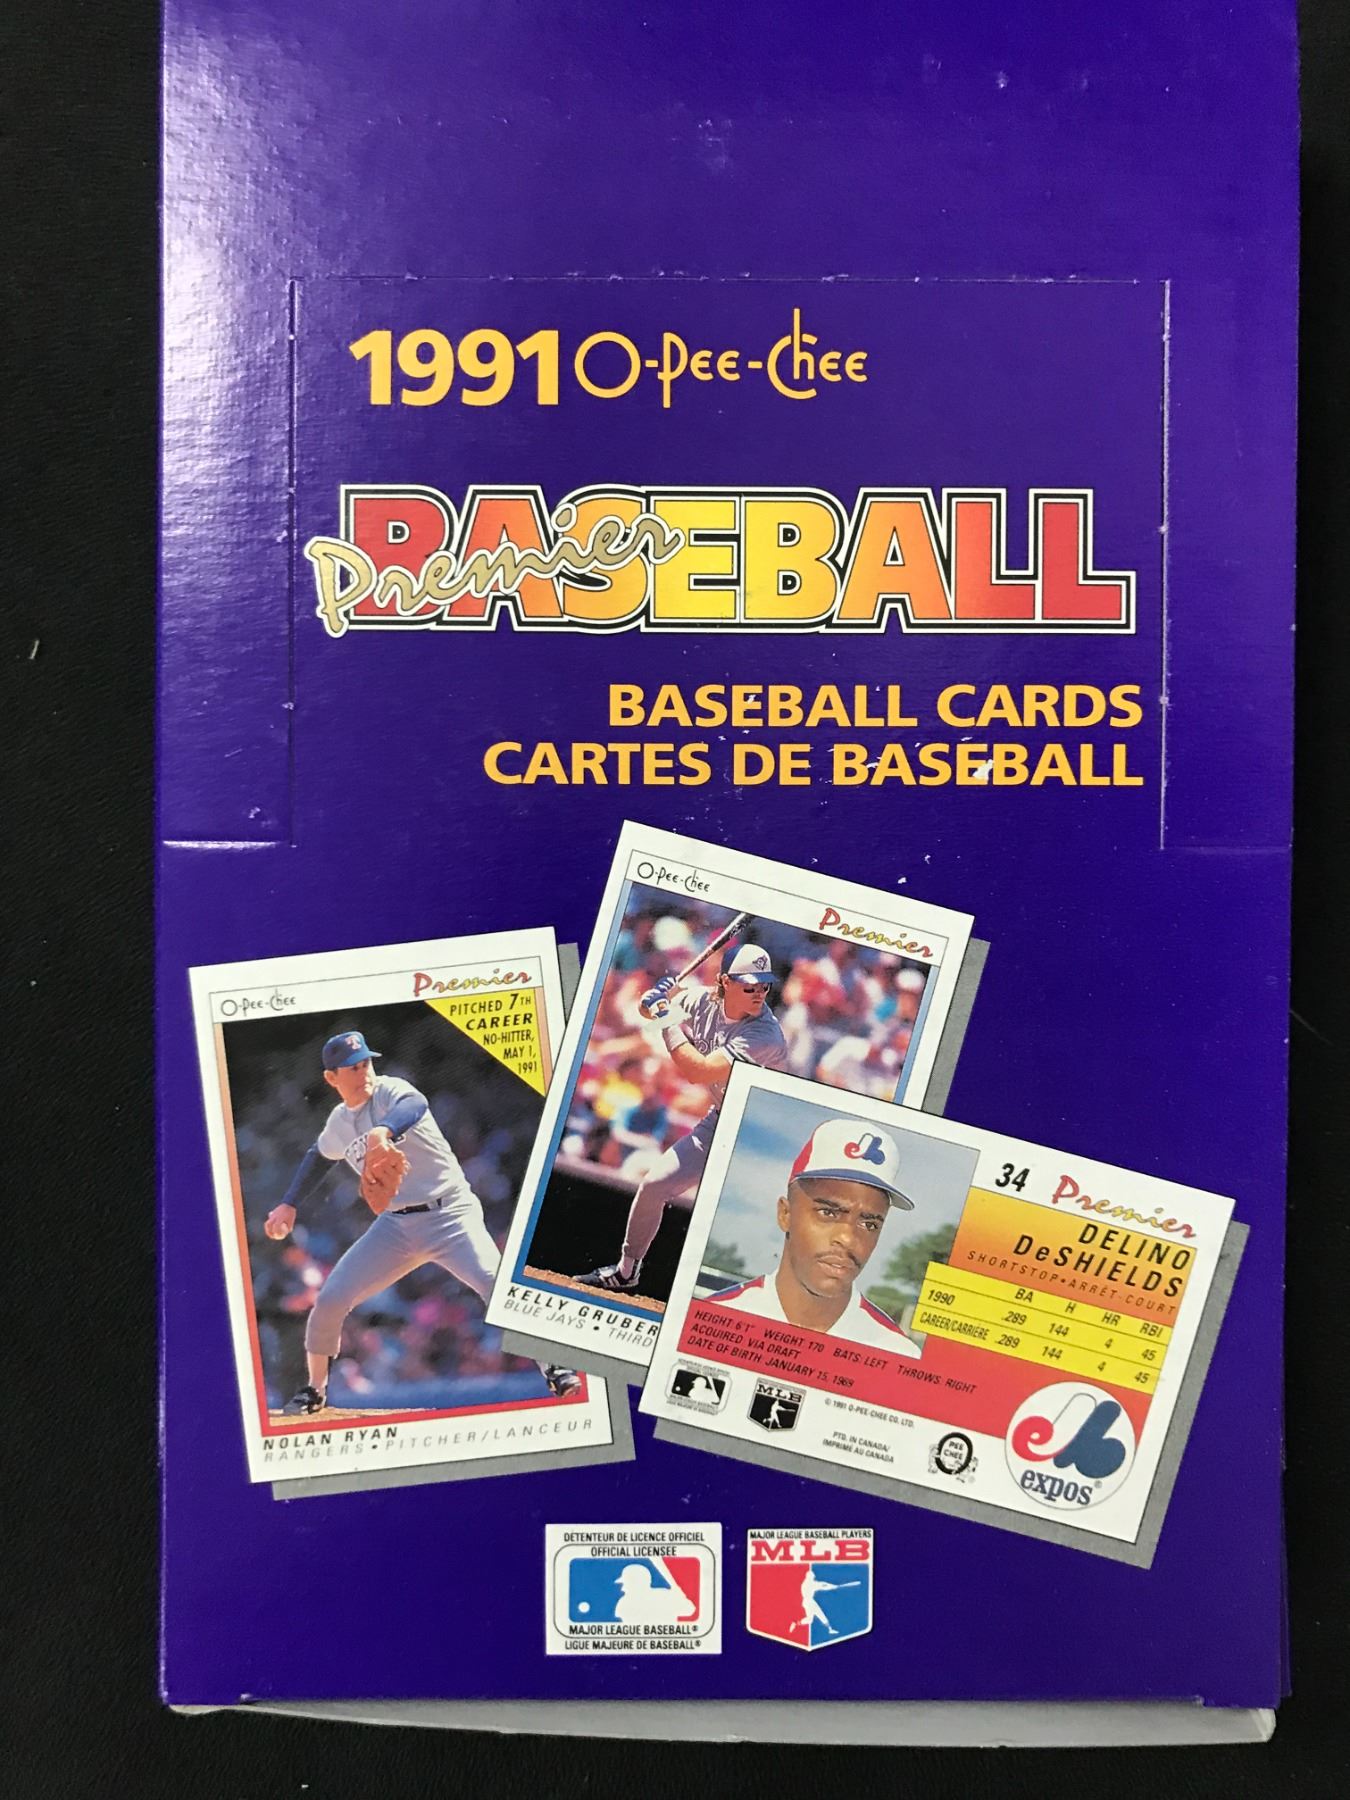 1991 O-Pee-Chee
Premier
BASEBALL
BASEBALL CARDS
CARTES DE BASEBALL
O-Pee-Chee
Premier
PITCHED 7TH
CAREER
NO-HITTER,
MAY 1,
1991
NOLAN RYAN
RANGERS • PITCHER/LANCEUR
O-Pee-Chee
Premier
KELLY GRUBER
BLUE JAYS • THIRD
34 Premier
DELINO
DeSHIELDS
SHORTSTOP • ARRÊT-COURT
BA H HR RBI
1990 .289 144 4 45
CAREER/CARRIÈRE .289 144 4 45
HEIGHT: 6'1" WEIGHT: 170 BATS: LEFT THROWS: RIGHT
ACQUIRED: VIA DRAFT
DATE OF BIRTH: JANUARY 15, 1969
MLB
© 1991 O-PEE-CHEE CO. LTD.
PTD. IN CANADA/
IMPRIMÉ AU CANADA
PEE
CHEE
expos
DÉTENTEUR DE LICENCE OFFICIEL
OFFICIAL LICENSEE
MAJOR LEAGUE BASEBALL®
LIGUE MAJEURE DE BASEBALL®
MAJOR LEAGUE BASEBALL PLAYERS
MLB